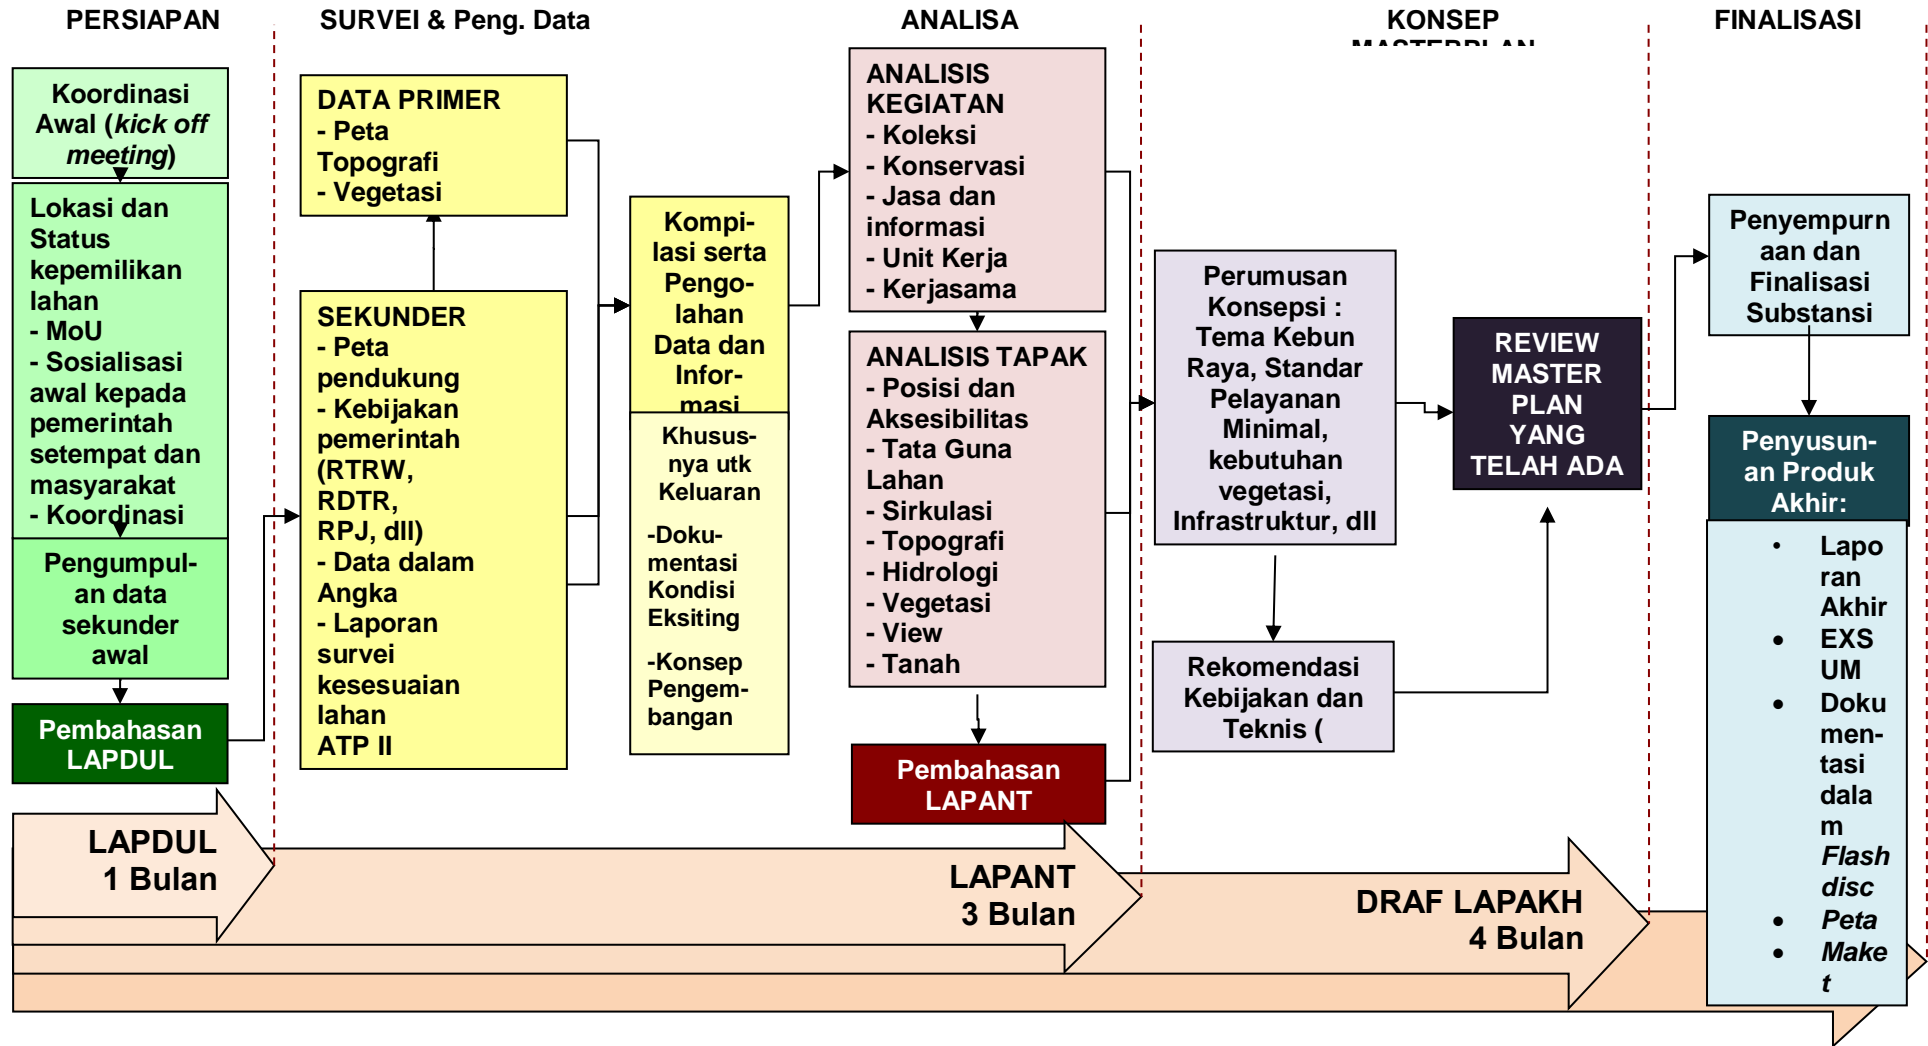 PERSIAPAN
SURVEI & Peng. Data
ANALISA
KONSEP
MASTERPLAN
FINALISASI
Koordinasi
Awal (kick off
meeting)
Lokasi dan
Status
kepemilikan
lahan
- MoU
- Sosialisasi
awal kepada
pemerintah
setempat dan
masyarakat
- Koordinasi
Pengumpul-
an data
sekunder
awal
Pembahasan
LAPDUL
DATA PRIMER
- Peta
Topografi
- Vegetasi
SEKUNDER
- Peta
pendukung
- Kebijakan
pemerintah
(RTRW,
RDTR,
RPJ, dll)
- Data dalam
Angka
- Laporan
survei
kesesuaian
lahan
ATP II
Kompi-
lasi serta
Pengo-
lahan
Data dan
Infor-
masi
Khusus-
nya utk
Keluaran
-Doku-
mentasi
Kondisi
Eksiting
-Konsep
Pengem-
bangan
ANALISIS
KEGIATAN
- Koleksi
- Konservasi
- Jasa dan
informasi
- Unit Kerja
- Kerjasama
ANALISIS TAPAK
- Posisi dan
Aksesibilitas
- Tata Guna
Lahan
- Sirkulasi
- Topografi
- Hidrologi
- Vegetasi
- View
- Tanah
Pembahasan
LAPANT
Perumusan
Konsepsi :
Tema Kebun
Raya, Standar
Pelayanan
Minimal,
kebutuhan
vegetasi,
Infrastruktur, dll
Rekomendasi
Kebijakan dan
Teknis (
REVIEW
MASTER
PLAN
YANG
TELAH ADA
Penyempurn
aan dan
Finalisasi
Substansi
Penyusun-
an Produk
Akhir:
• Lapo
ran
Akhir
• EXS
UM
• Doku
men-
tasi
dala
m
Flash
disc
• Peta
• Make
t
LAPDUL
1 Bulan
LAPANT
3 Bulan
DRAF LAPAKH
4 Bulan